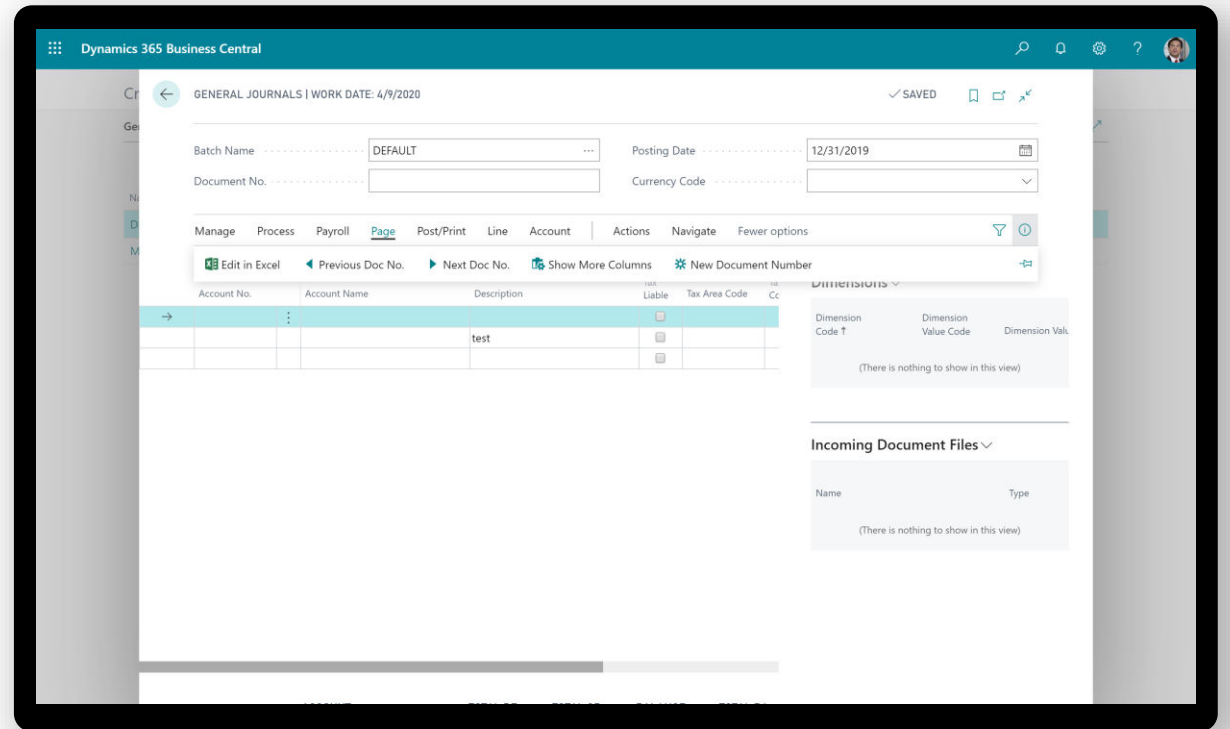 Dynamics 365 Business Central ?
Cr GENERAL JOURNALS | WORK DATE: 4/9/2020 SAVED
Ge
Batch Name DEFAULT ... Posting Date 12/31/2019
Document No. Currency Code
Manage Process Payroll Page Post/Print Line Account Actions Navigate Fewer options
Edit in Excel Previous Doc No. Next Doc No. Show More Columns New Document Number
Dimensions
Account No. Account Name Description Liable Tax Area Code
Dimension Code ↑ Dimension Value Code Dimension Valu
test
(There is nothing to show in this view)
Incoming Document Files
Name Type
(There is nothing to show in this view)